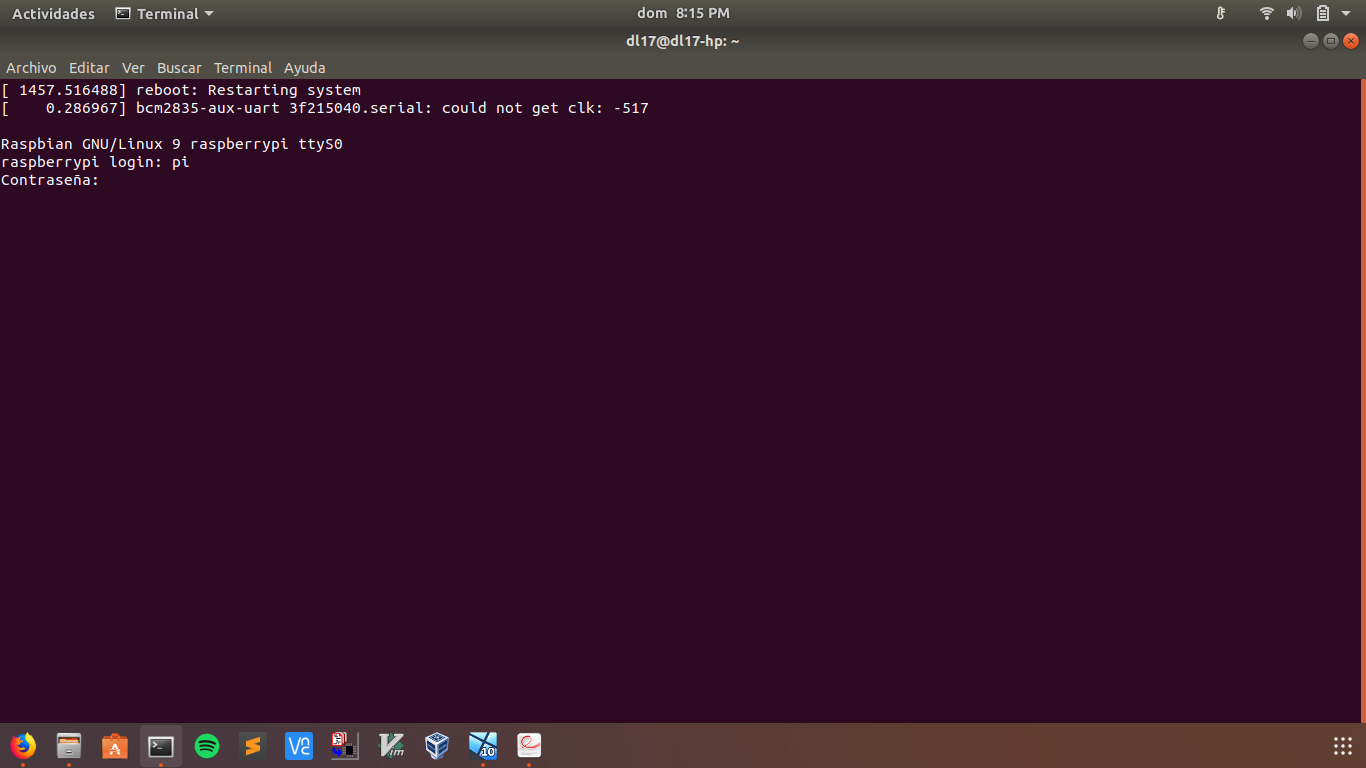 Actividades Terminal dom 8:15 PM
dl17@dl17-hp: ~
Archivo Editar Ver Buscar Terminal Ayuda
[ 1457.516488] reboot: Restarting system
[    0.286967] bcm2835-aux-uart 3f215040.serial: could not get clk: -517
Raspbian GNU/Linux 9 raspberrypi ttyS0
raspberrypi login: pi
Contraseña:
Vim
10